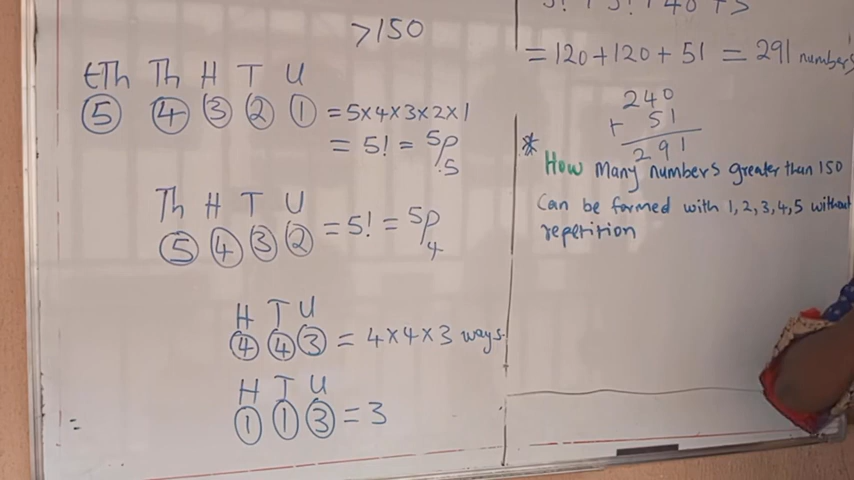 >150
tTh Th H T U
5 4 3 2 1 = 5×4×3×2×1
= 5! = ⁵P₅
Th H T U
5 4 3 2 = 5! = ⁵P₄
H T U
4 4 3 = 4×4×3 ways
H T U
1 1 3 = 3
=
= 120+120+51 = 291 numbers
240
+ 51
291
* How Many numbers greater than 150
Can be formed with 1,2,3,4,5 without
repetition